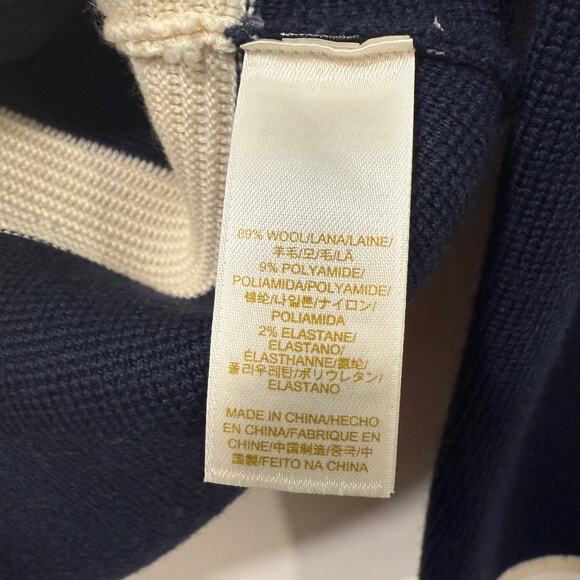 89% WOOL/LANA/LAINE/
羊毛/모/毛/LÃ
9% POLYAMIDE/
POLIAMIDA/POLYAMIDE/
锦纶/나일론/ナイロン/
POLIAMIDA
2% ELASTANE/
ELASTANO/
ÉLASTHANNE/氨纶/
폴리우레탄/ポリウレタン/
ELASTANO
MADE IN CHINA/HECHO
EN CHINA/FABRIQUE EN
CHINE/中国制造/중국/中
国製/FEITO NA CHINA